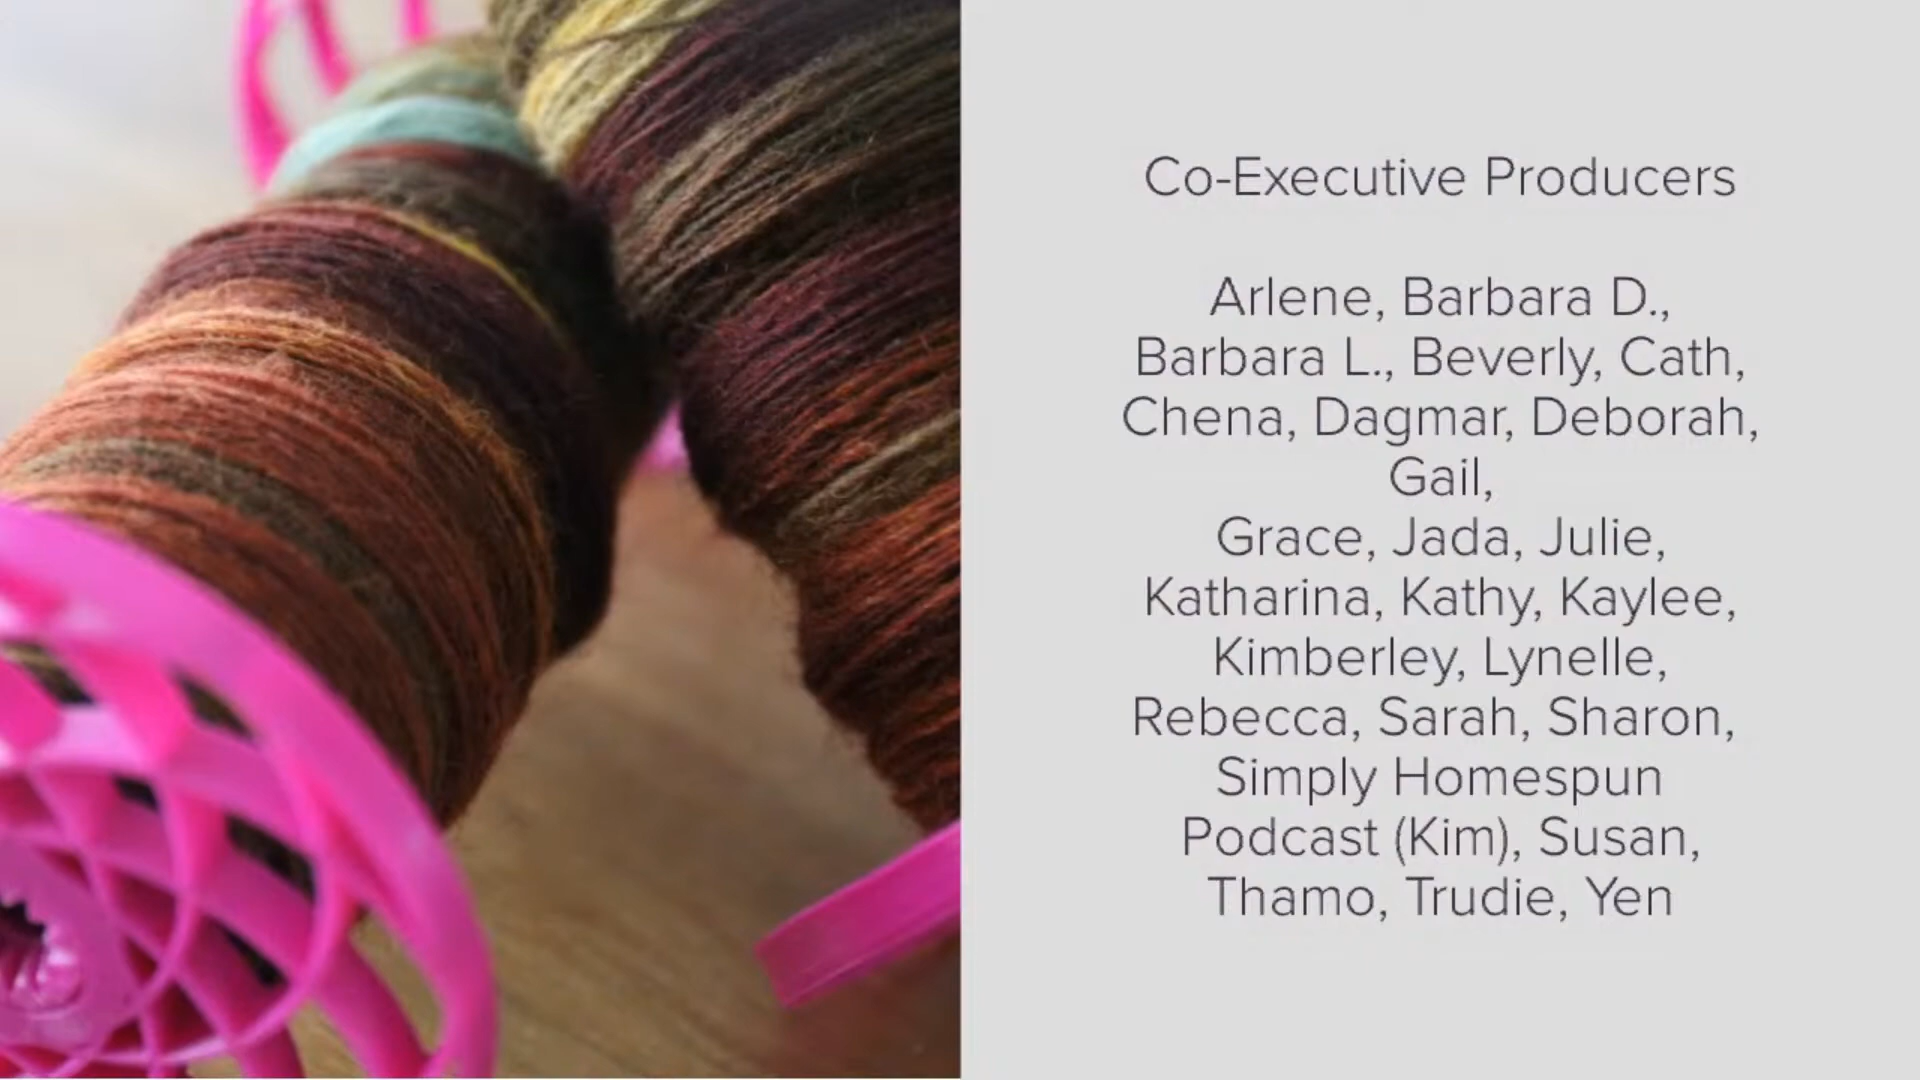 Co-Executive Producers
Arlene, Barbara D.,
Barbara L., Beverly, Cath,
Chena, Dagmar, Deborah,
Gail,
Grace, Jada, Julie,
Katharina, Kathy, Kaylee,
Kimberley, Lynelle,
Rebecca, Sarah, Sharon,
Simply Homespun
Podcast (Kim), Susan,
Thamo, Trudie, Yen